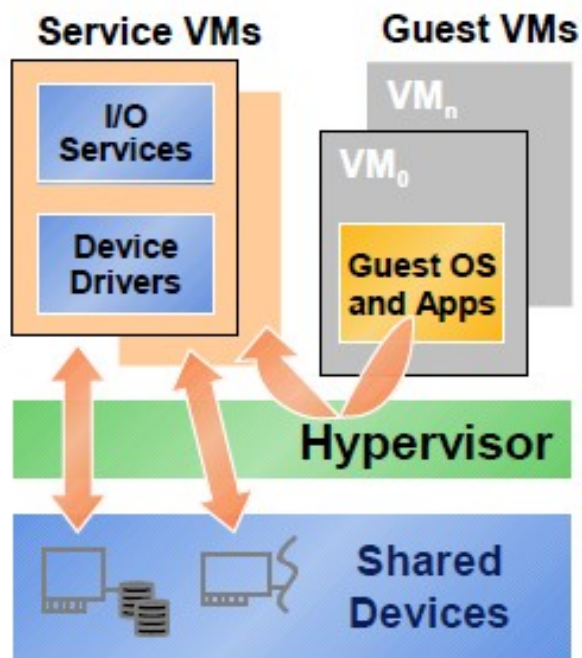 Service VMs
Guest VMs
I/O
Services
Device
Drivers
VMn
VM0
Guest OS
and Apps
Hypervisor
Shared
Devices